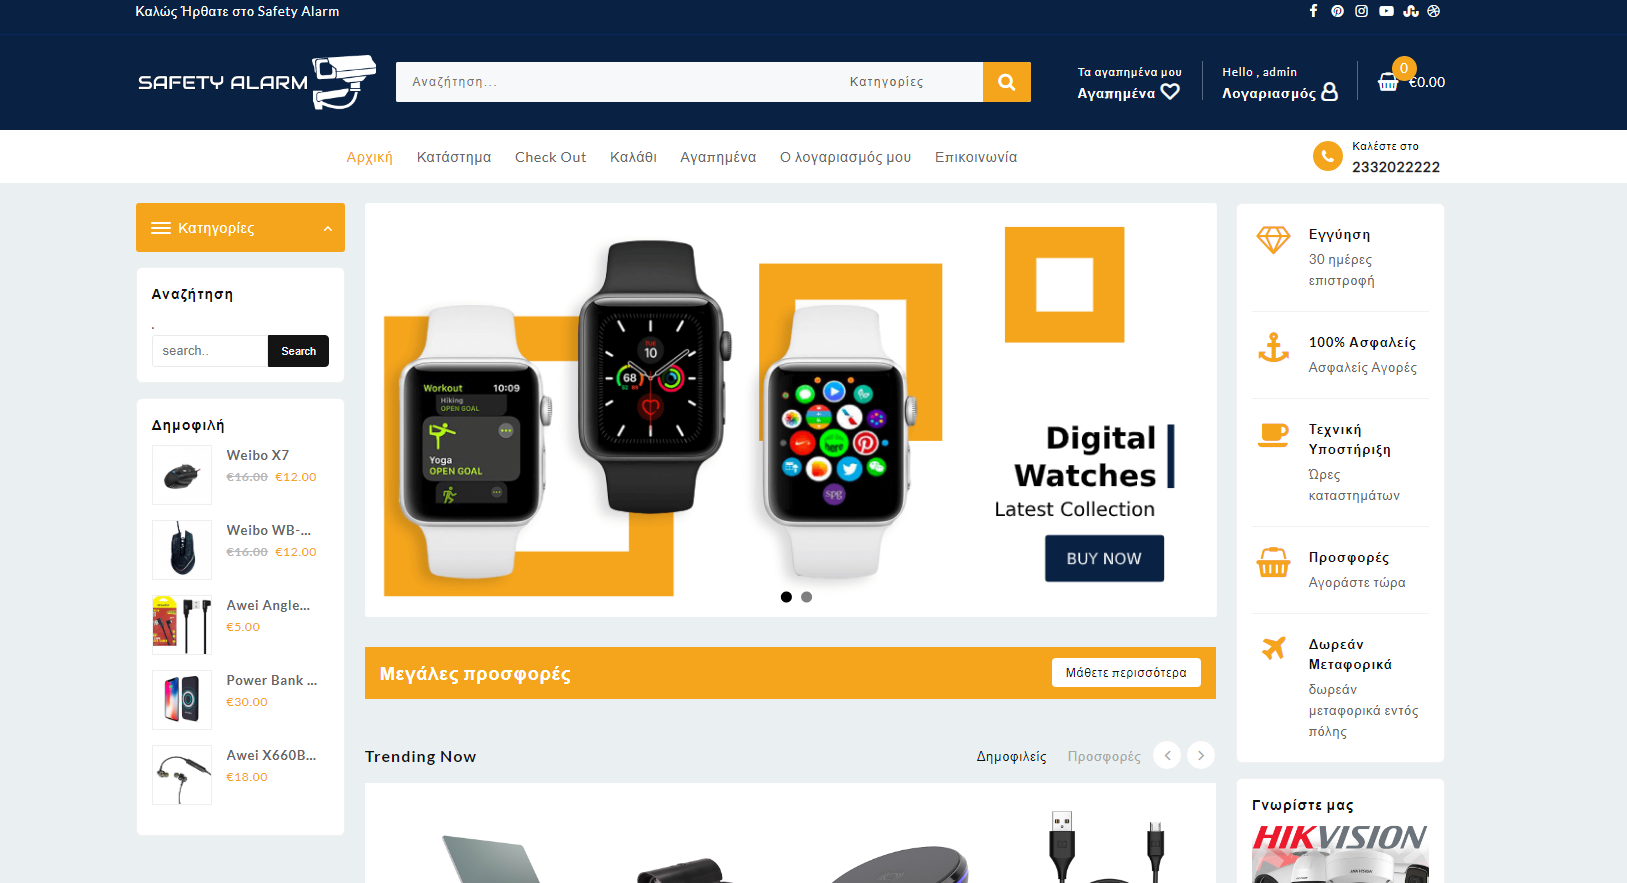 Καλώς Ήρθατε στο Safety Alarm
SAFETY ALARM
Αναζήτηση...
Κατηγορίες
Τα αγαπημένα μου
Αγαπημένα
Hello , admin
Λογαριασμός
0
€0.00
Αρχική
Κατάστημα
Check Out
Καλάθι
Αγαπημένα
Ο λογαριασμός μου
Επικοινωνία
Καλέστε στο
2332022222
Κατηγορίες
Αναζήτηση
.
search..
Search
Δημοφιλή
Weibo X7
€16.00 €12.00
Weibo WB-...
€16.00 €12.00
Awei Angle...
€5.00
Power Bank ...
€30.00
Awei X660B...
€18.00
Workout 10:09
Hiking
OPEN GOAL
Yoga
OPEN GOAL
TUE
10
68
here
spg
Digital
Watches
Latest Collection
BUY NOW
Μεγάλες προσφορές
Μάθετε περισσότερα
Trending Now
Δημοφιλείς
Προσφορές
Εγγύηση
30 ημέρες
επιστροφή
100% Ασφαλείς
Ασφαλείς Αγορές
Τεχνική
Υποστήριξη
Ώρες
καταστημάτων
Προσφορές
Αγοράστε τώρα
Δωρεάν
Μεταφορικά
δωρεάν
μεταφορικά εντός
πόλης
Γνωρίστε μας
HIKVISION
HIKVISION